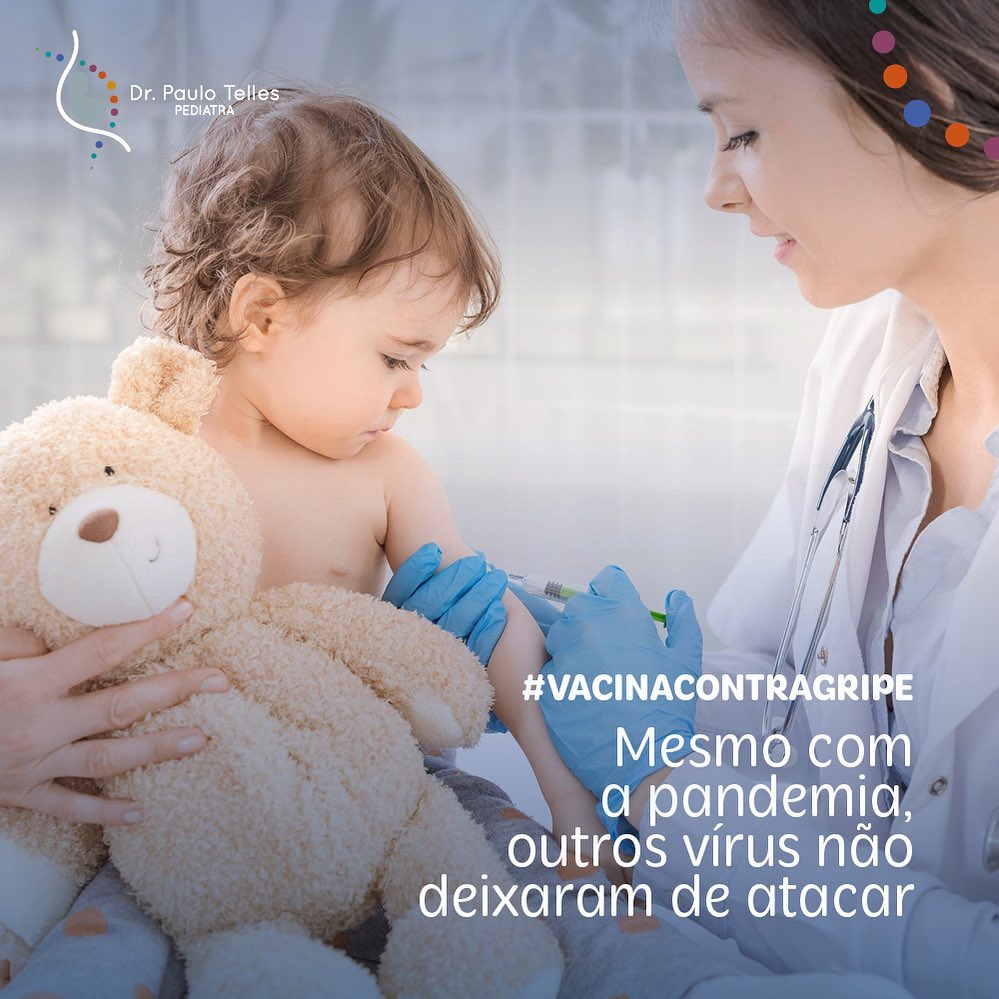 Dr. Paulo Telles
PEDIATRA
#VACINACONTRAGRIPE
Mesmo com
a pandemia,
outros vírus não
deixaram de atacar